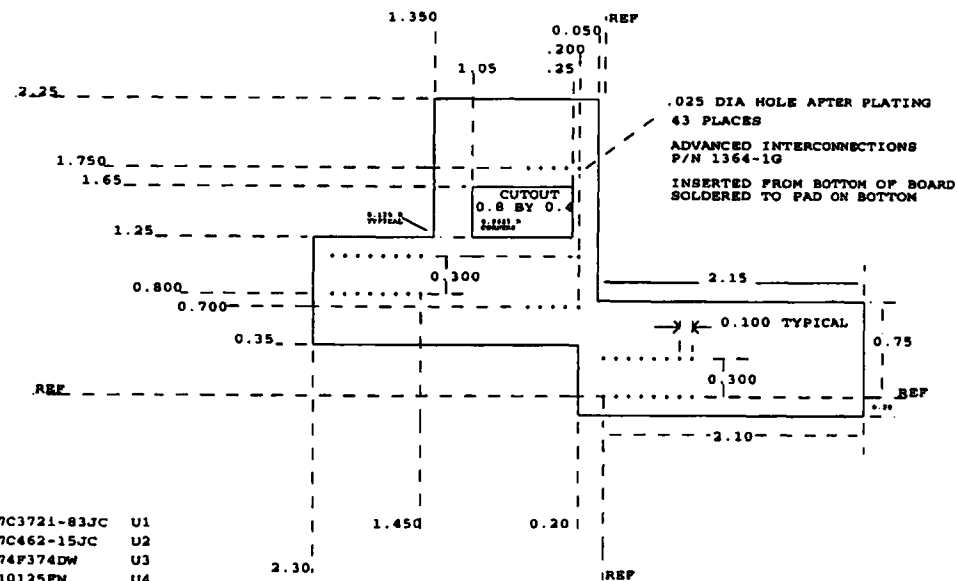 1.350
REF
0.050
.200
1.05
.25
2.25
.025 DIA HOLE AFTER PLATING
43 PLACES
ADVANCED INTERCONNECTIONS
P/N 1364-1G
INSERTED FROM BOTTOM OF BOARD
SOLDERED TO PAD ON BOTTOM
1.750
1.65
CUTOUT
0.8 BY 0.4
TYPICAL
CORNERS
1.25
0.300
2.15
0.800
0.700
0.100 TYPICAL
0.35
0.75
0.300
REF
REF
2.10
7C372i-83JC U1
1.450
0.20
7C462-15JC U2
74F374DW U3
2.30
10125FN U4
REF